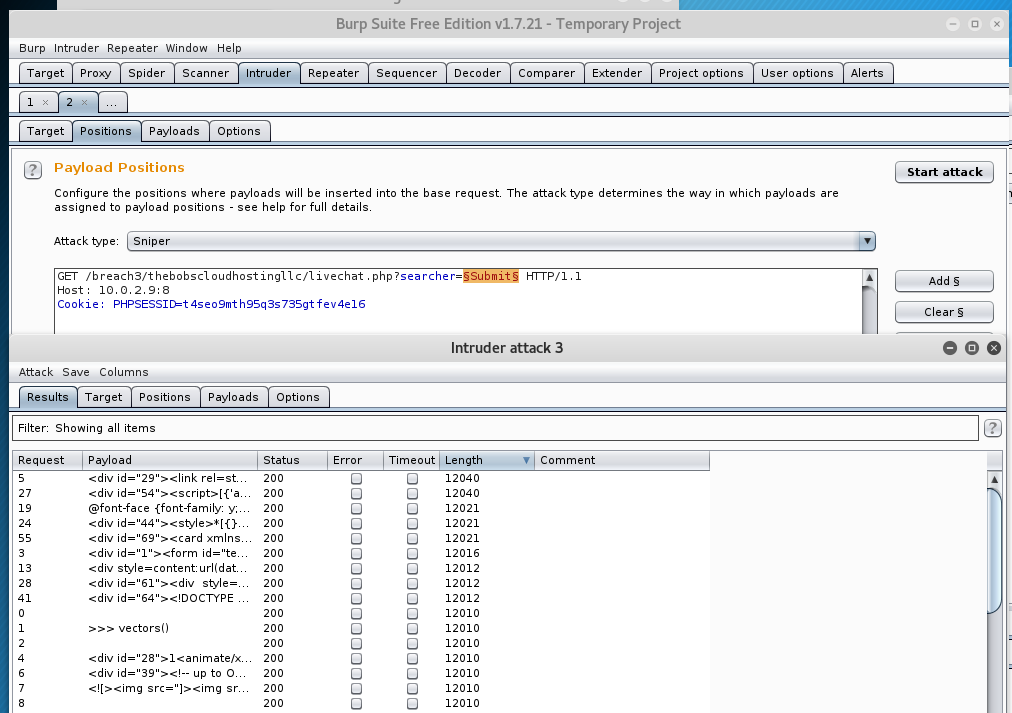 Burp Suite Free Edition v1.7.21 - Temporary Project
Burp Intruder Repeater Window Help
Target Proxy Spider Scanner Intruder Repeater Sequencer Decoder Comparer Extender Project options User options Alerts
1 × 2 × ...
Target Positions Payloads Options
? Payload Positions Start attack
Configure the positions where payloads will be inserted into the base request. The attack type determines the way in which payloads are
assigned to payload positions - see help for full details.
Attack type: Sniper
GET /breach3/thebobscloudhostingllc/livechat.php?searcher=§Submit§ HTTP/1.1
Host: 10.0.2.9:8
Cookie: PHPSESSID=t4seo9mth95q3s735gtfev4e16
Add §
Clear §
Intruder attack 3
Attack Save Columns
Results Target Positions Payloads Options
Filter: Showing all items ?
Request Payload Status Error Timeout Length Comment
5 <div id="29"><link rel=st... 200 12040
27 <div id="54"><script>[{'a... 200 12040
19 @font-face {font-family: y;... 200 12021
24 <div id="44"><style>*[{}... 200 12021
55 <div id="69"><card xmlns... 200 12021
3 <div id="1"><form id="te... 200 12016
13 <div style=content:url(dat... 200 12012
28 <div id="61"><div  style=... 200 12012
41 <div id="64"><!DOCTYPE ... 200 12012
0 200 12010
1 >>> vectors() 200 12010
2 200 12010
4 <div id="28">1<animate/x... 200 12010
6 <div id="39"><!-- up to O... 200 12010
7 <![><img src="]><img sr... 200 12010
8 200 12010